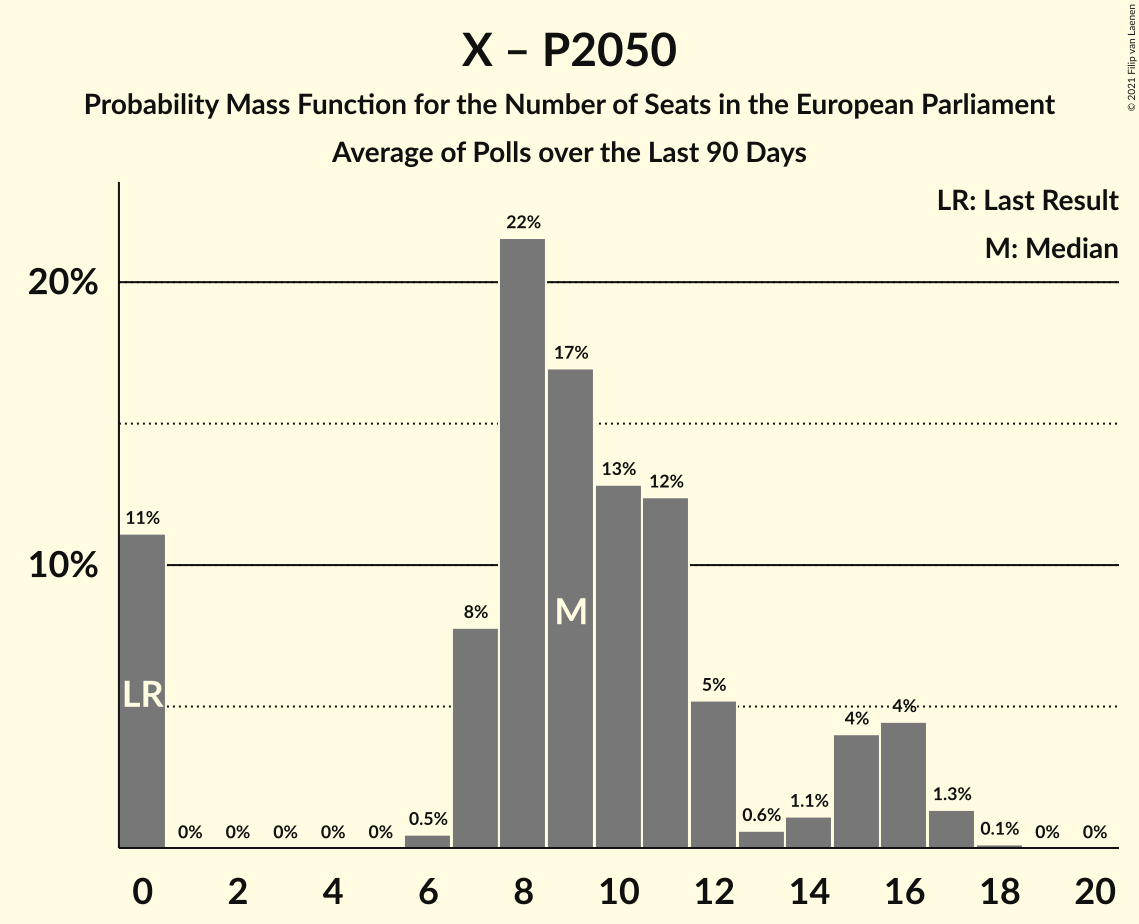 X – P2050
Probability Mass Function for the Number of Seats in the European Parliament
Average of Polls over the Last 90 Days
© 2021 Filip van Laenen
LR: Last Result
M: Median
20%
10%
11%
0%
0%
0%
0%
0%
0.5%
8%
22%
17%
13%
12%
5%
0.6%
1.1%
4%
4%
1.3%
0.1%
0%
0%
LR
M
0 2 4 6 8 10 12 14 16 18 20